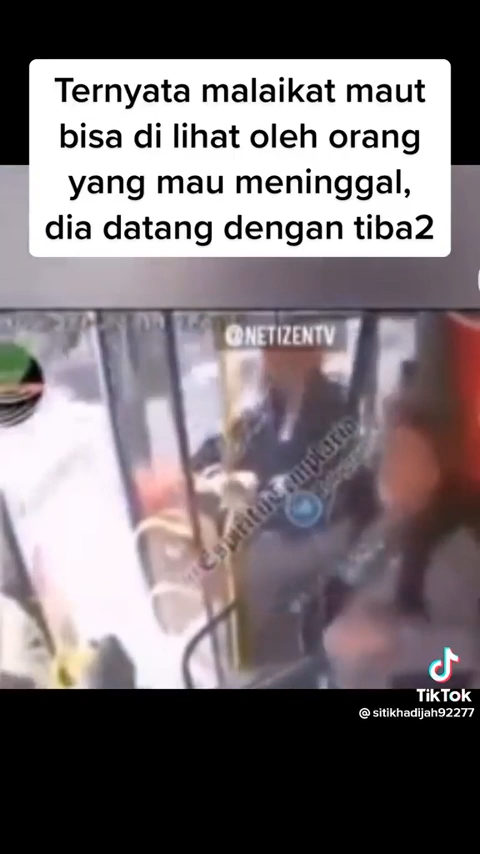 Ternyata malaikat maut
bisa di lihat oleh orang
yang mau meninggal,
dia datang dengan tiba2
@NETIZENTV
TikTok
@sitikhadijah92277